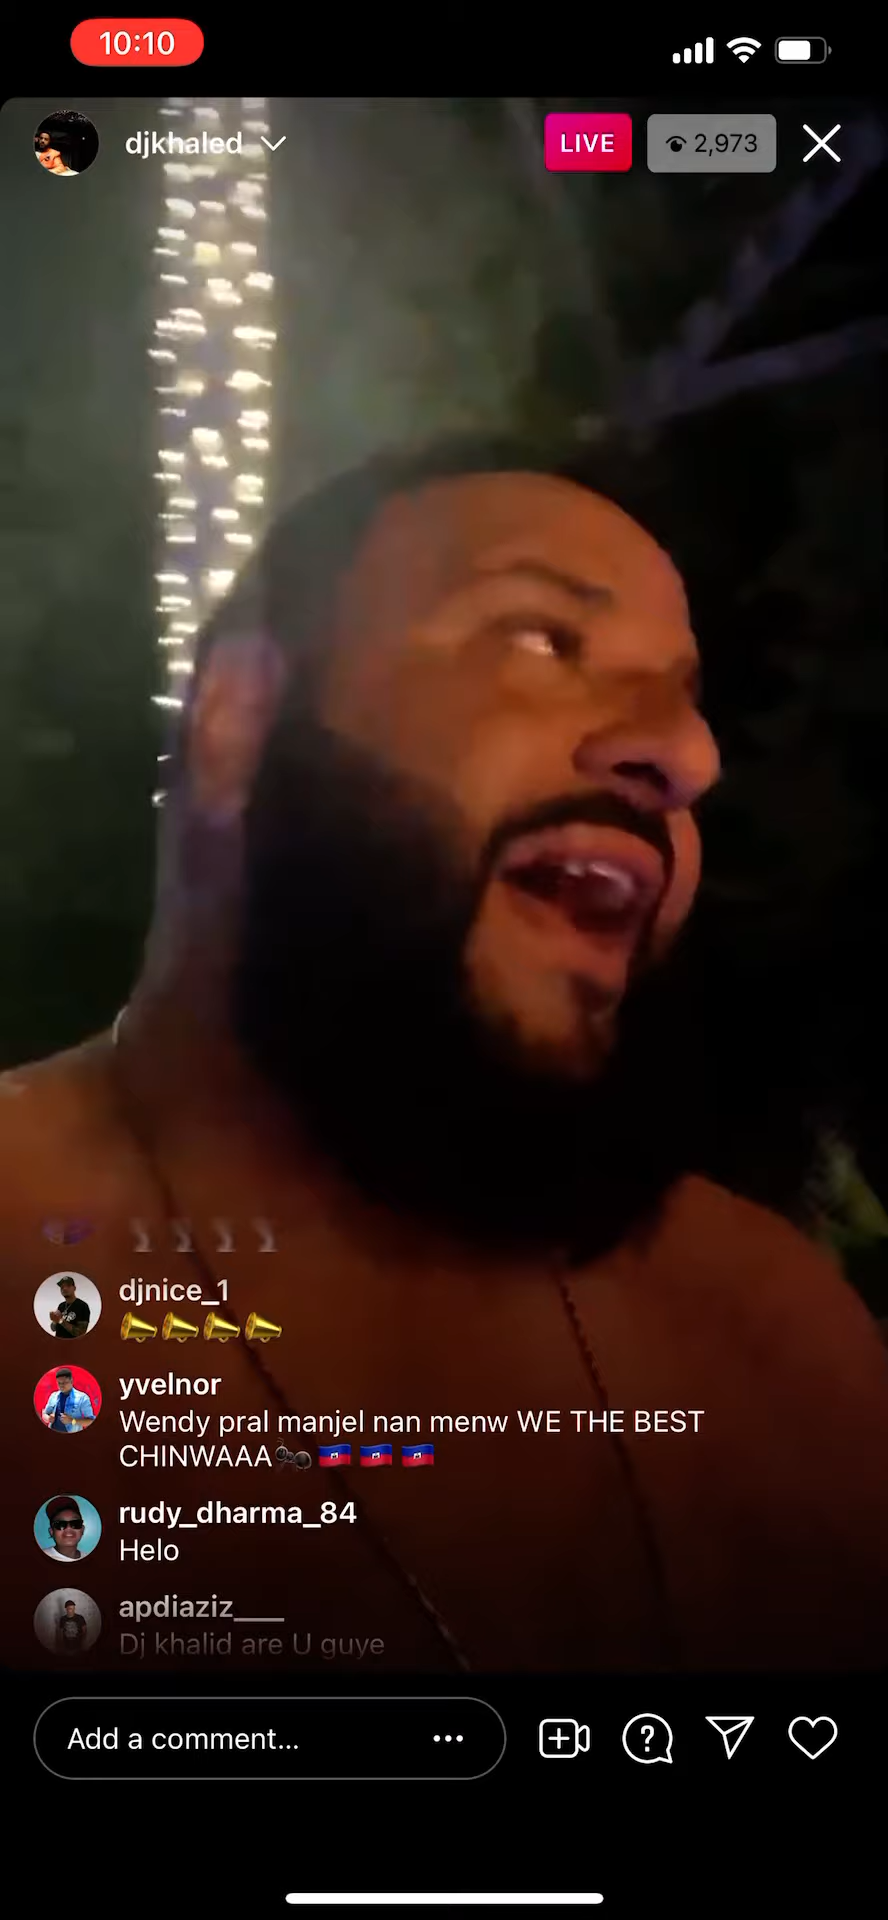 10:10
djkhaled
LIVE
2,973
djnice_1
yvelnor
Wendy pral manjel nan menw WE THE BEST
CHINWAAA
rudy_dharma_84
Helo
apdiaziz___
Dj khalid are U guye
Add a comment...